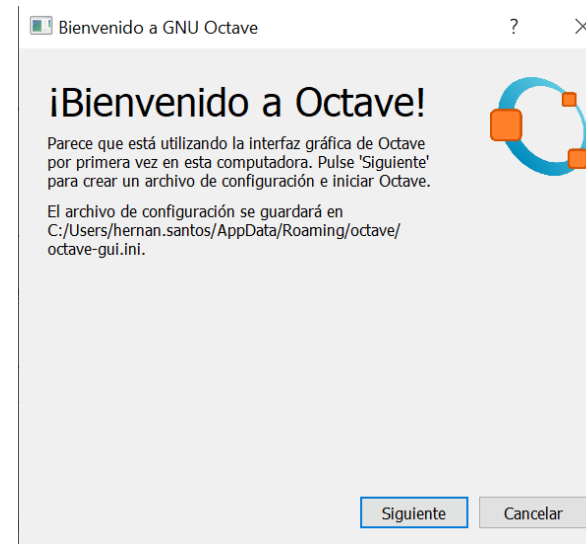 Bienvenido a GNU Octave
¡Bienvenido a Octave!
Parece que está utilizando la interfaz gráfica de Octave
por primera vez en esta computadora. Pulse 'Siguiente'
para crear un archivo de configuración e iniciar Octave.
El archivo de configuración se guardará en
C:/Users/hernan.santos/AppData/Roaming/octave/
octave-gui.ini.
Siguiente
Cancelar